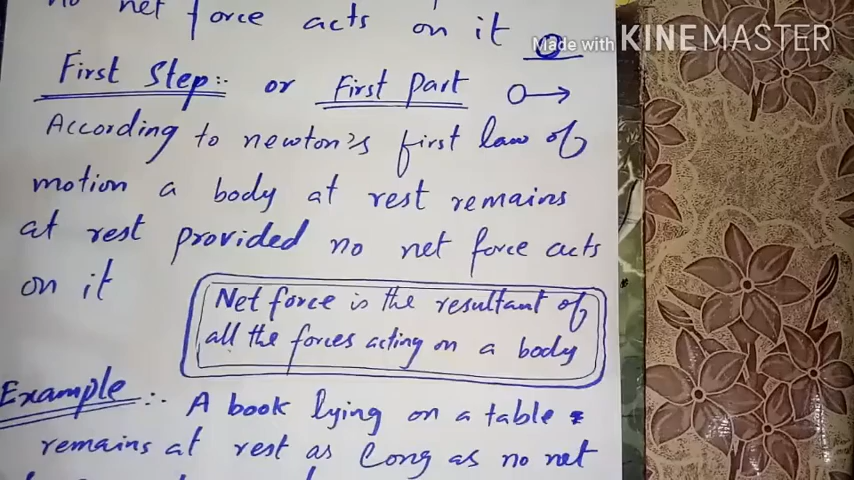 no net force acts on it
Made with KINEMASTER
First Step:- or First Part
According to newton's first law of
motion a body at rest remains
at rest provided no net force acts
on it
Net force is the resultant of
all the forces acting on a body
Example:-
A book lying on a table
remains at rest as long as no net